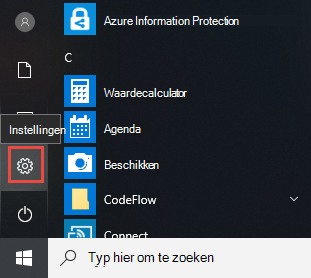 Azure Information Protection
C
Waardecalculator
Instellingen
Agenda
Beschikken
CodeFlow
Connect
Typ hier om te zoeken